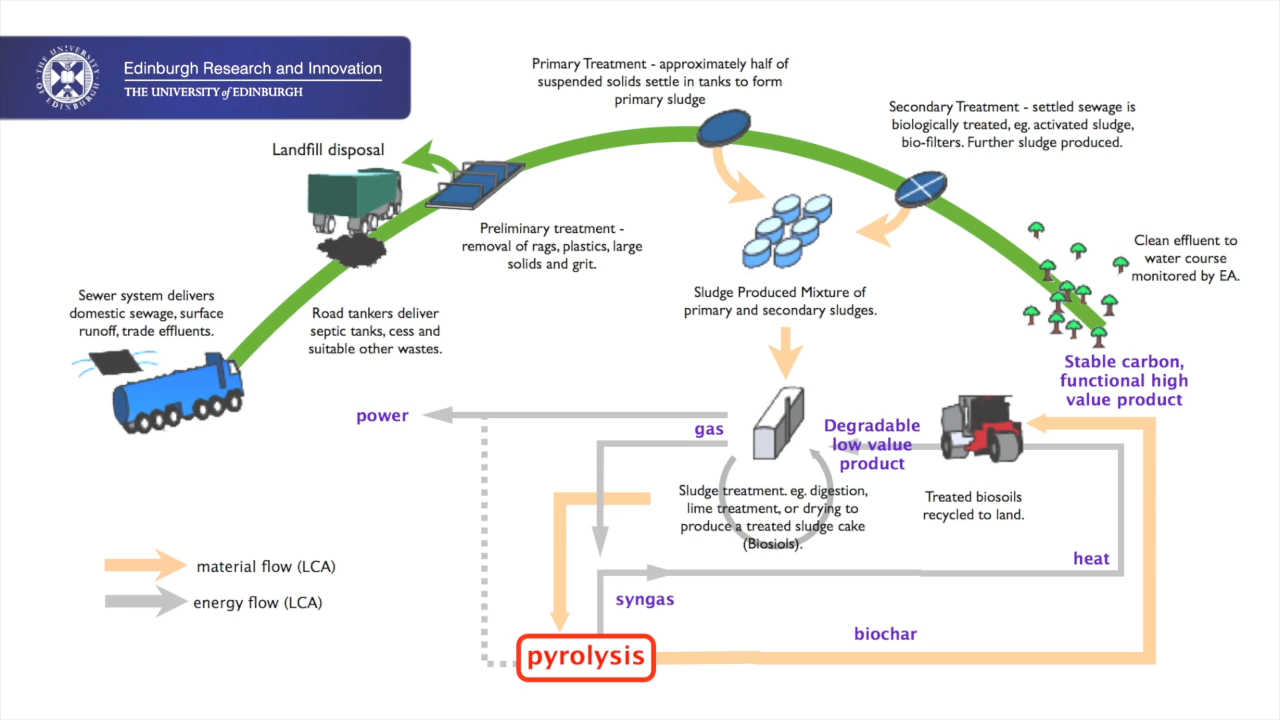 THE UNIVERSITY OF EDINBURGH
Edinburgh Research and Innovation
THE UNIVERSITY of EDINBURGH
Primary Treatment - approximately half of
suspended solids settle in tanks to form
primary sludge
Secondary Treatment - settled sewage is
biologically treated, eg. activated sludge,
bio-filters. Further sludge produced.
Landfill disposal
Preliminary treatment -
removal of rags, plastics, large
solids and grit.
Clean effluent to
water course
monitored by EA.
Sewer system delivers
domestic sewage, surface
runoff, trade effluents.
Road tankers deliver
septic tanks, cess and
suitable other wastes.
Sludge Produced Mixture of
primary and secondary sludges.
Stable carbon,
functional high
value product
power
gas
Degradable
low value
product
Sludge treatment. eg. digestion,
lime treatment, or drying to
produce a treated sludge cake
(Biosiols).
Treated biosoils
recycled to land.
material flow (LCA)
energy flow (LCA)
heat
syngas
biochar
pyrolysis